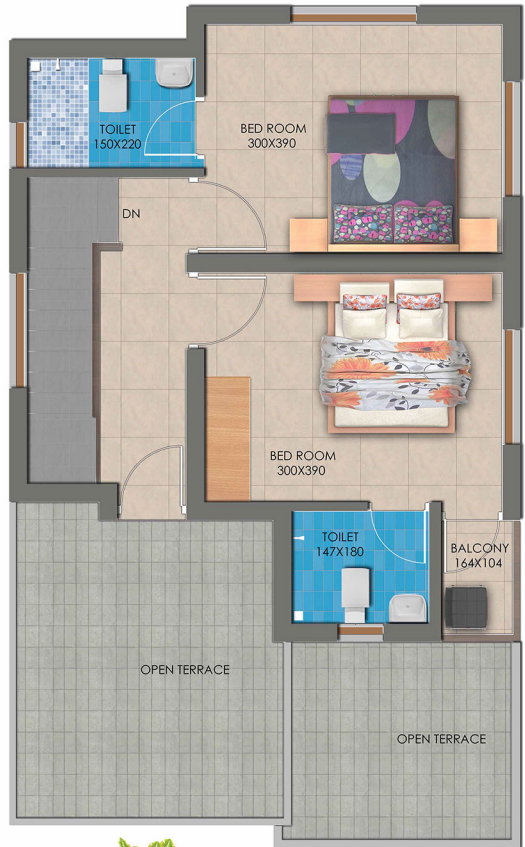 TOILET
150X220
BED ROOM
300X390
DN
BED ROOM
300X390
TOILET
147X180
BALCONY
164X104
OPEN TERRACE
OPEN TERRACE